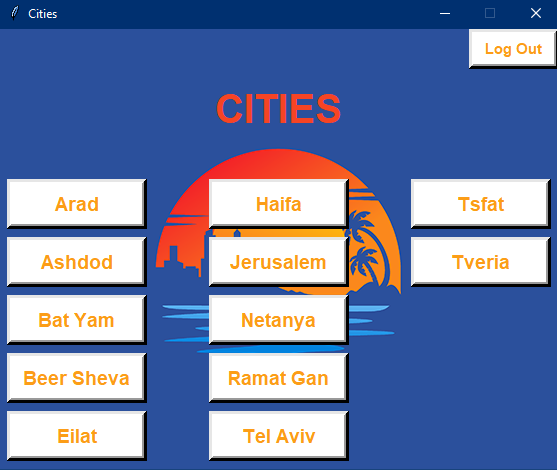 Cities
Log Out
CITIES
Arad
Haifa
Tsfat
Ashdod
Jerusalem
Tveria
Bat Yam
Netanya
Beer Sheva
Ramat Gan
Eilat
Tel Aviv